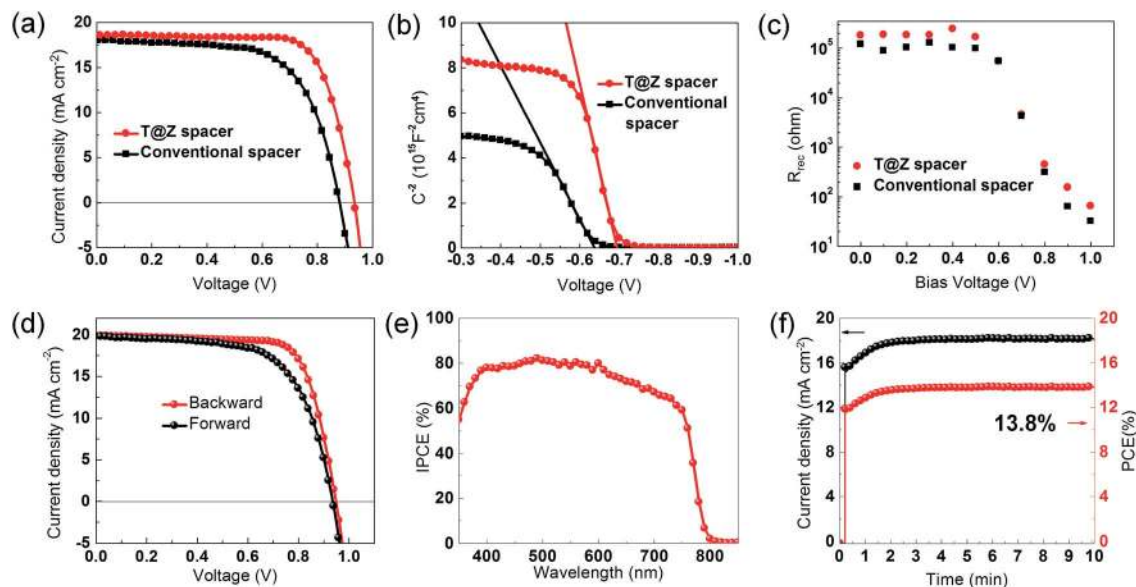 (a)
20
15
10
5
0
-5
Current density (mA cm-2)
T@Z spacer
Conventional spacer
0.0 0.2 0.4 0.6 0.8 1.0
Voltage (V)
(b)
10
8
6
4
2
0
C-2 (1015F-2cm4)
T@Z spacer
Conventional
spacer
-0.3 -0.4 -0.5 -0.6 -0.7 -0.8 -0.9 -1.0
Voltage (V)
(c)
105
104
103
102
101
Rrec (ohm)
T@Z spacer
Conventional spacer
0.0 0.2 0.4 0.6 0.8 1.0
Bias Voltage (V)
(d)
20
15
10
5
0
-5
Current density (mA cm-2)
Backward
Forward
0.0 0.2 0.4 0.6 0.8 1.0
Voltage (V)
(e)
100
80
60
40
20
0
IPCE (%)
400 500 600 700 800
Wavelength (nm)
(f)
20
16
12
8
4
0
Current density (mA cm-2)
13.8%
20
18
16
14
12
10
8
6
4
2
0
PCE(%)
0 1 2 3 4 5 6 7 8 9 10
Time (min)